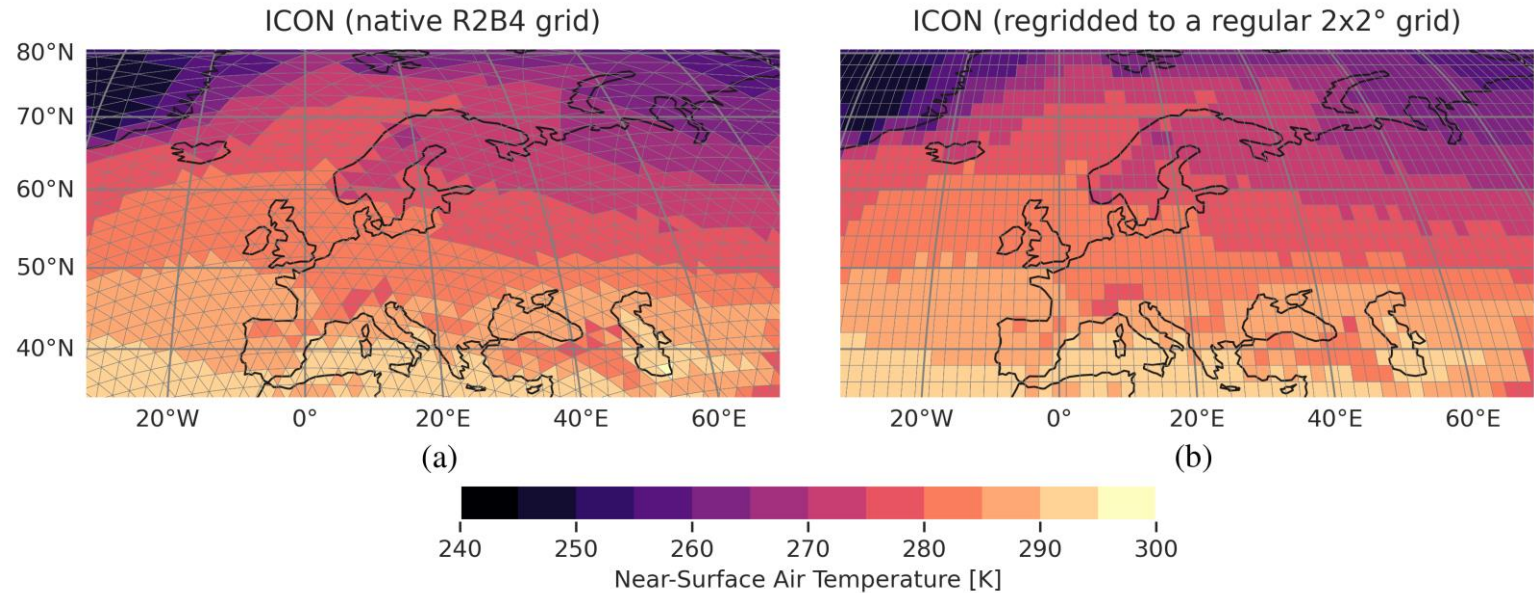 ICON (native R2B4 grid)
ICON (regridded to a regular 2x2° grid)
80°N
70°N
60°N
50°N
40°N
20°W 0° 20°E 40°E 60°E
20°W 0° 20°E 40°E 60°E
(a)
(b)
240 250 260 270 280 290 300
Near-Surface Air Temperature [K]